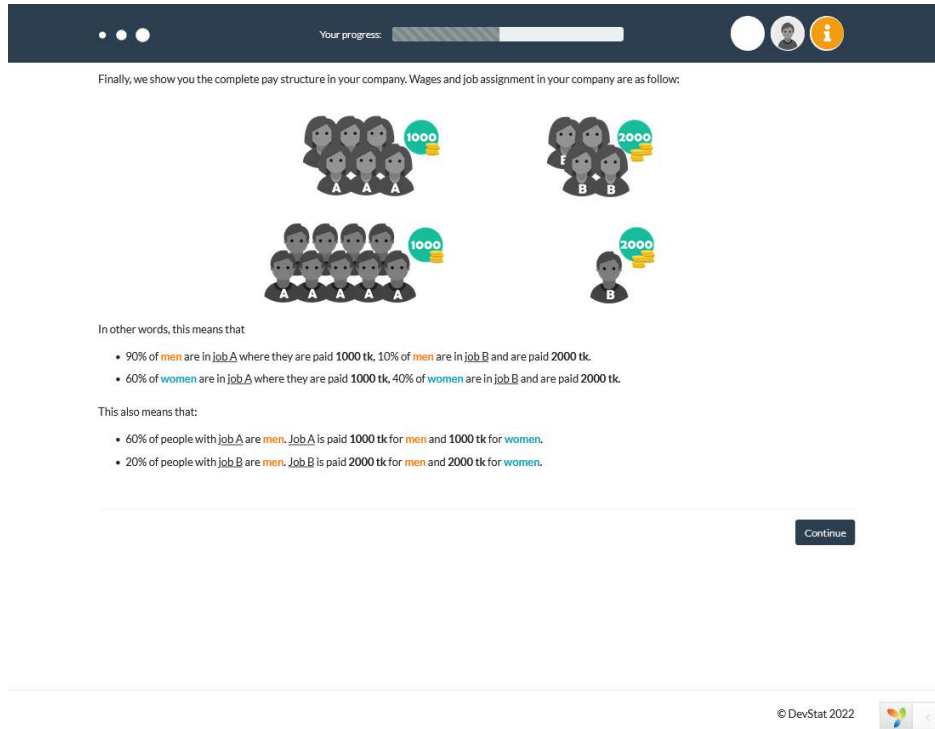 Your progress:
Finally, we show you the complete pay structure in your company. Wages and job assignment in your company are as follow:
1000
2000
A A A
B B
1000
2000
A A A A A
B
In other words, this means that
• 90% of men are in job A where they are paid 1000 tk, 10% of men are in job B and are paid 2000 tk.
• 60% of women are in job A where they are paid 1000 tk, 40% of women are in job B and are paid 2000 tk.
This also means that:
• 60% of people with job A are men. Job A is paid 1000 tk for men and 1000 tk for women.
• 20% of people with job B are men. Job B is paid 2000 tk for men and 2000 tk for women.
Continue
© DevStat 2022